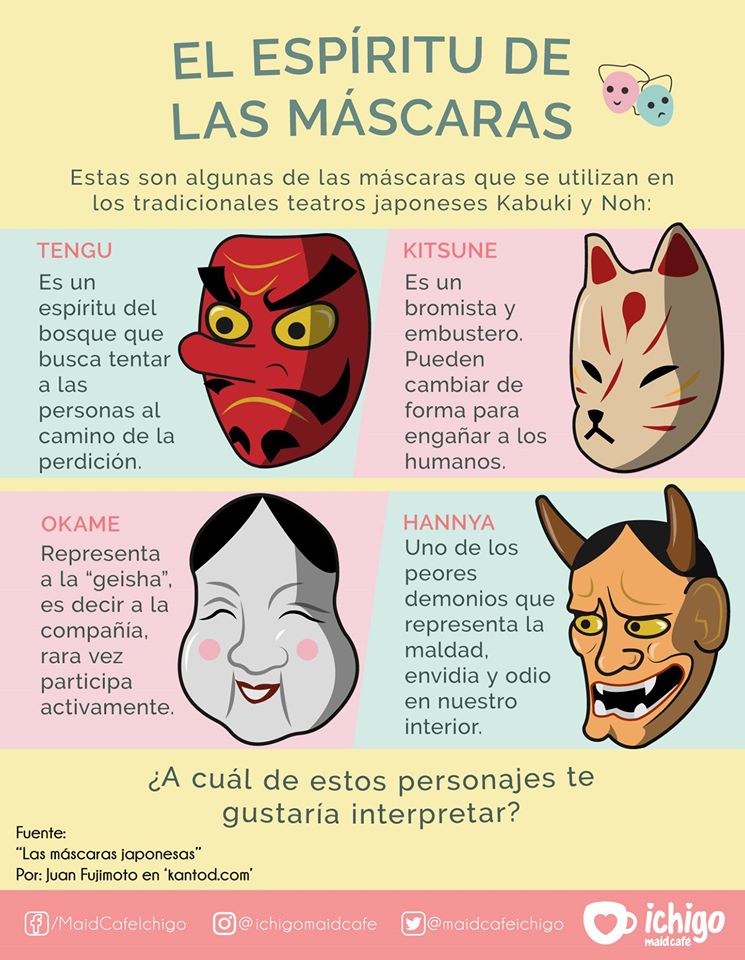 EL ESPÍRITU DE
LAS MÁSCARAS
Estas son algunas de las máscaras que se utilizan en
los tradicionales teatros japoneses Kabuki y Noh:
TENGU
Es un
espíritu del
bosque que
busca tentar
a las
personas al
camino de la
perdición.
KITSUNE
Es un
bromista y
embustero.
Pueden
cambiar de
forma para
engañar a los
humanos.
OKAME
Representa
a la “geisha”,
es decir a la
compañía,
rara vez
participa
activamente.
HANNYA
Uno de los
peores
demonios que
representa la
maldad,
envidia y odio
en nuestro
interior.
¿A cuál de estos personajes te
gustaría interpretar?
Fuente:
“Las máscaras japonesas”
Por: Juan Fujimoto en ‘kantod.com’
/MaidCafeIchigo
@ichigomaidcafe
@maidcafeichigo
ichigo
maid café